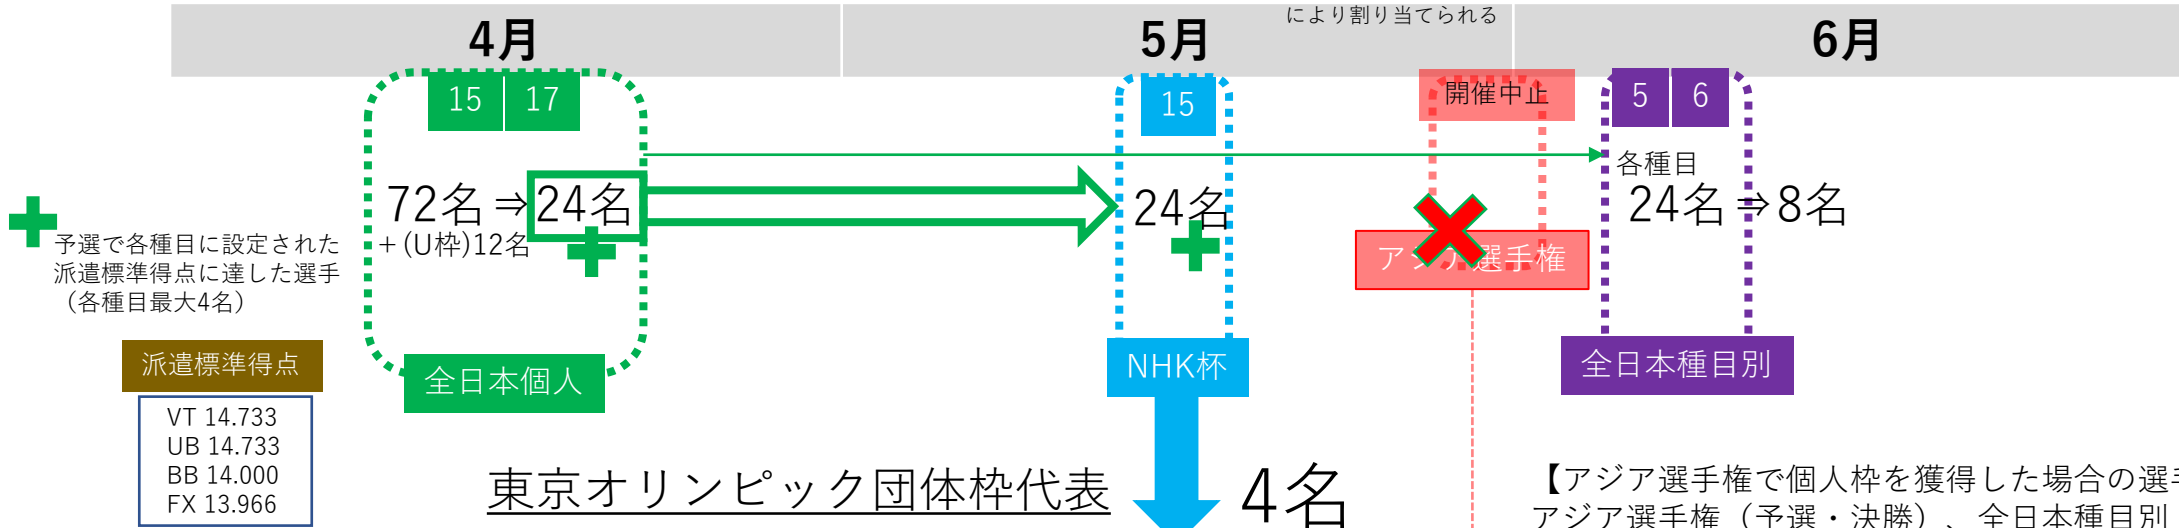 により割り当てられる
4月
5月
6月
15 17
15
開催中止
5 6
各種目
72名 ⇒ 24名
+(U枠)12名
24名
アジア選手権
24名 ⇒ 8名
予選で各種目に設定された
派遣標準得点に達した選手
(各種目最大4名)
全日本個人
NHK杯
全日本種目別
派遣標準得点
VT 14.733
UB 14.733
BB 14.000
FX 13.966
東京オリンピック団体枠代表 4名
【アジア選手権で個人枠を獲得した場合の選手
アジア選手権(予選・決勝)、全日本種目別